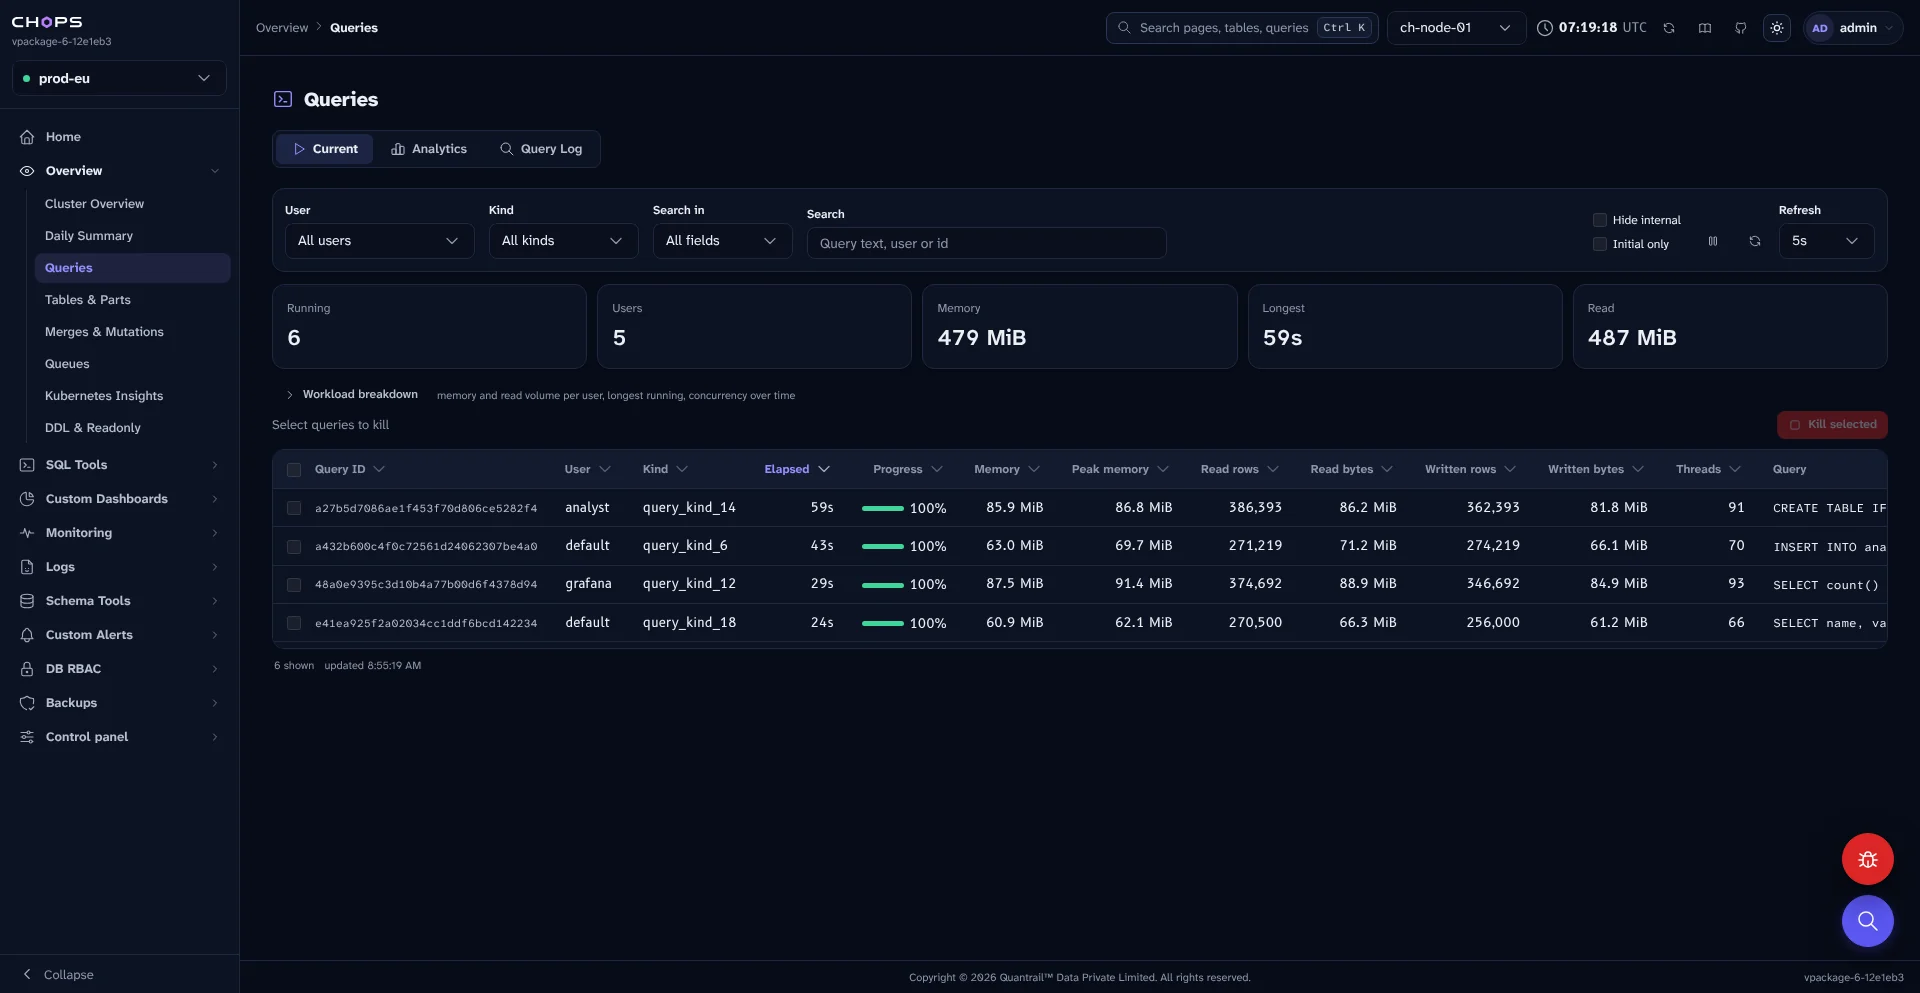 CHOPS
vpackage-6-12e1eb3
prod-eu
Home
Overview
Cluster Overview
Daily Summary
Queries
Tables & Parts
Merges & Mutations
Queues
Kubernetes Insights
DDL & Readonly
SQL Tools
Custom Dashboards
Monitoring
Logs
Schema Tools
Custom Alerts
DB RBAC
Backups
Control panel
Collapse
Overview > Queries
Search pages, tables, queries Ctrl K
ch-node-01
07:19:18 UTC
AD admin
Queries
Current Analytics Query Log
User Kind Search in Search
All users All kinds All fields Query text, user or id
Hide internal
Initial only
Refresh
5s
Running Users Memory Longest Read
6 5 479 MiB 59s 487 MiB
Workload breakdown memory and read volume per user, longest running, concurrency over time
Select queries to kill Kill selected
Query ID User Kind Elapsed Progress Memory Peak memory Read rows Read bytes Written rows Written bytes Threads Query
a27b5d7086ae1f453f70d806ce5282f4 analyst query_kind_14 59s 100% 85.9 MiB 86.8 MiB 386,393 86.2 MiB 362,393 81.8 MiB 91 CREATE TABLE IF
a432b600c4f0c72561d24062307be4a0 default query_kind_6 43s 100% 63.0 MiB 69.7 MiB 271,219 71.2 MiB 274,219 66.1 MiB 70 INSERT INTO ana
48a0e9395c3d10b4a77b00d6f4378d94 grafana query_kind_12 29s 100% 87.5 MiB 91.4 MiB 374,692 88.9 MiB 346,692 84.9 MiB 93 SELECT count()
e41ea925f2a02034cc1ddf6bcd142234 default query_kind_18 24s 100% 60.9 MiB 62.1 MiB 270,500 66.3 MiB 256,000 61.2 MiB 66 SELECT name, va
6 shown updated 8:55:19 AM
Copyright © 2026 Quantrail™ Data Private Limited. All rights reserved.
vpackage-6-12e1eb3